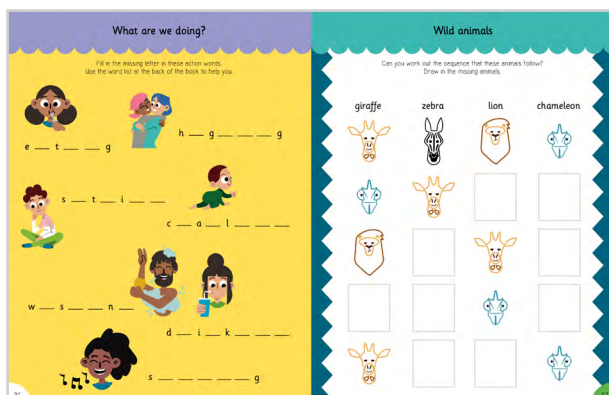 What are we doing?
Fill in the missing letter in these action words.
Use the word list at the back of the book to help you.
e _ t _ _ g
h _ g _ _ _ _ g
s _ t _ i _ _
c _ a _ l _ _ _
w _ s _ _ n _
d _ i _ k _ _ _
s _ _ _ _ _ g
Wild animals
Can you work out the sequence that these animals follow?
Draw in the missing animals.
giraffe zebra lion chameleon